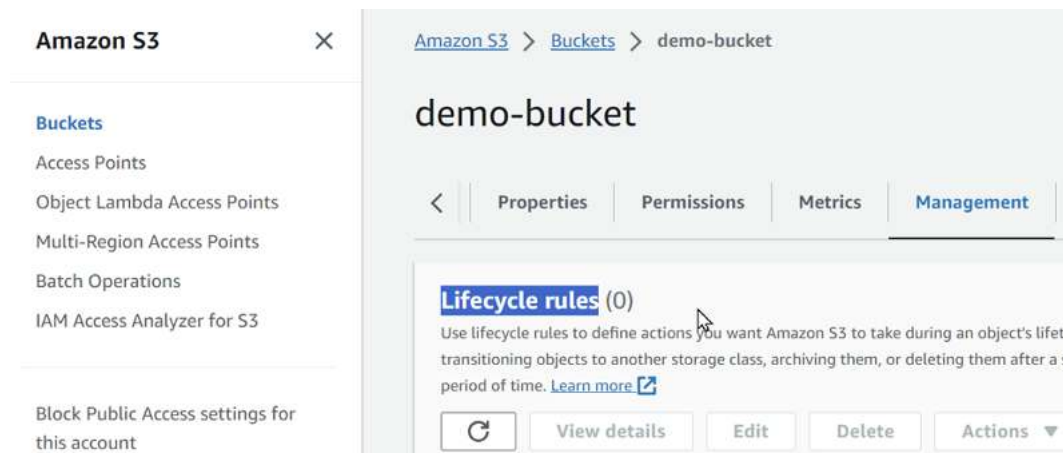 Amazon S3
Buckets
Access Points
Object Lambda Access Points
Multi-Region Access Points
Batch Operations
IAM Access Analyzer for S3
Block Public Access settings for
this account
Amazon S3 > Buckets > demo-bucket
demo-bucket
Properties
Permissions
Metrics
Management
Lifecycle rules (0)
Use lifecycle rules to define actions you want Amazon S3 to take during an object's
transitioning objects to another storage class, archiving them, or deleting them after a
period of time. Learn more
View details
Edit
Delete
Actions